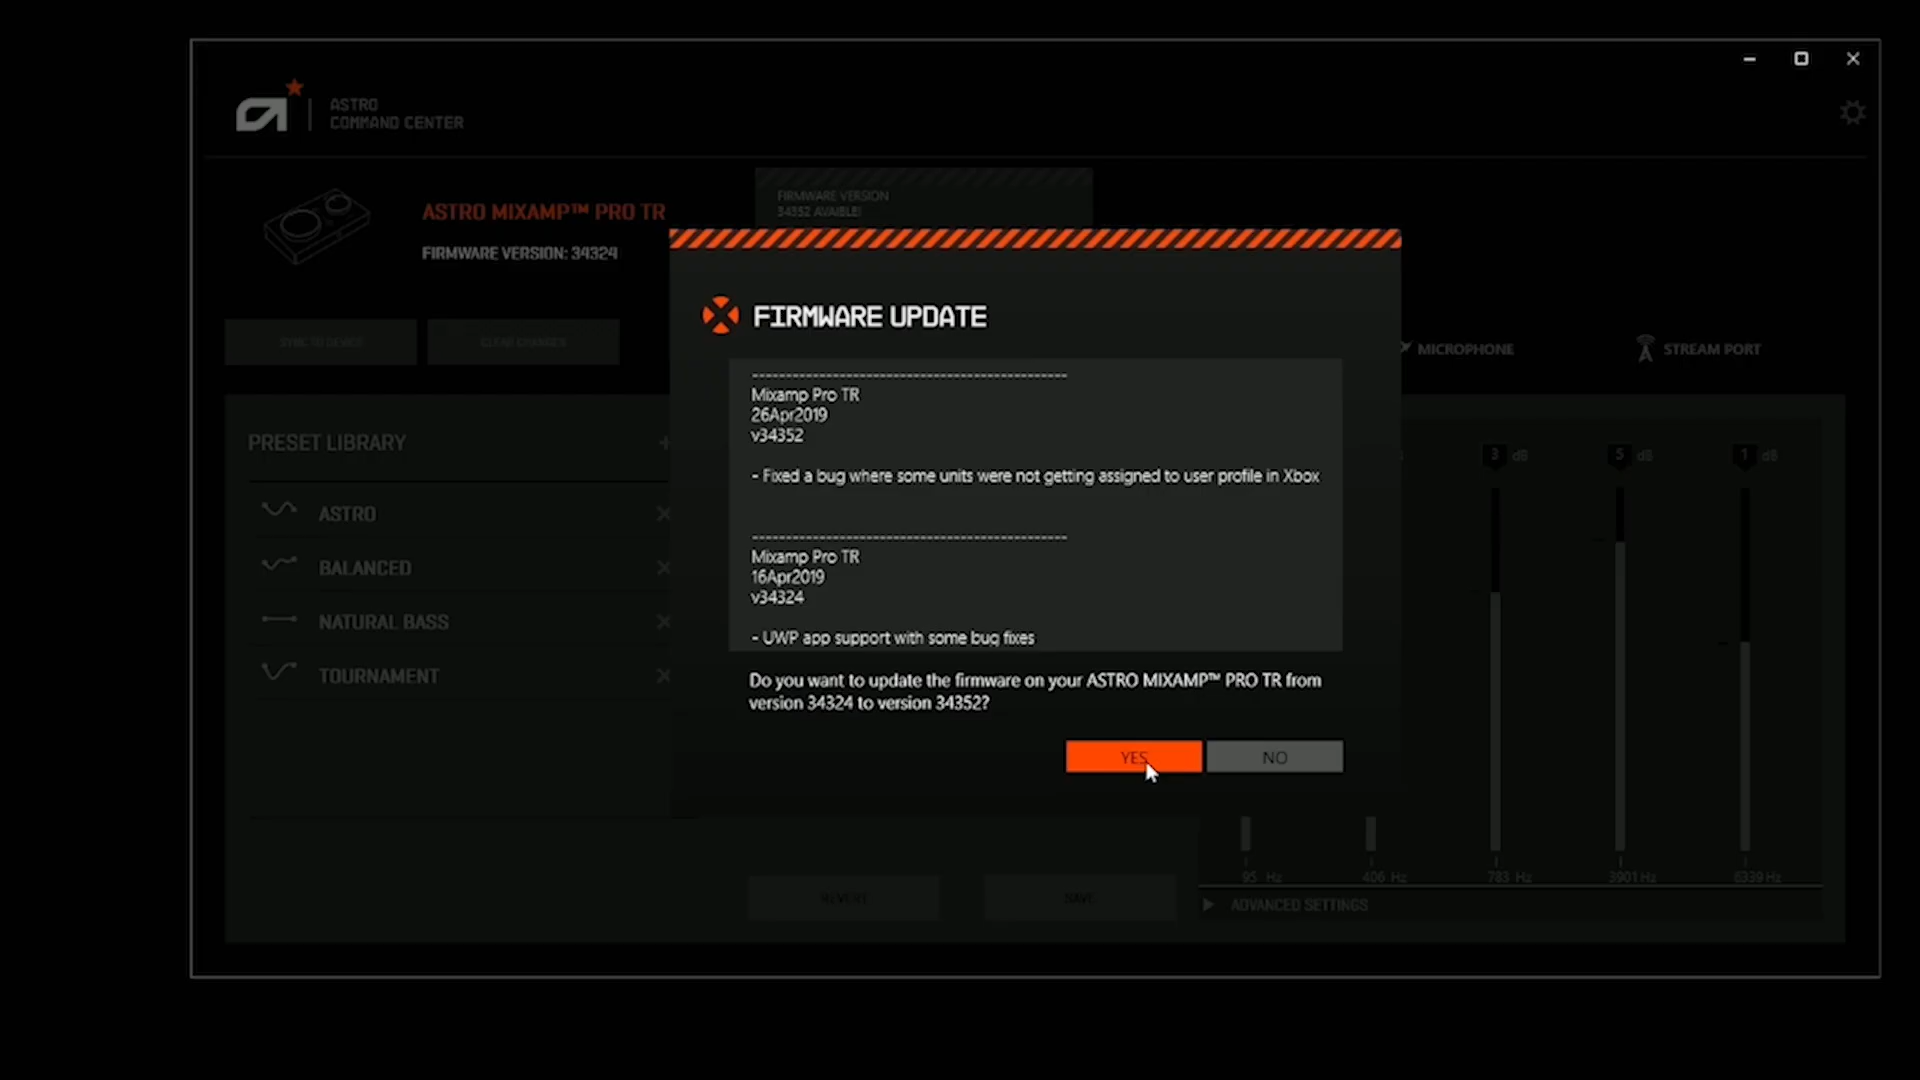 ASTRO
COMMAND CENTER
ASTRO MIXAMP™ PRO TR
FIRMWARE VERSION: 34324
FIRMWARE VERSION
34352 AVAIBLE!
SYNC TO DEVICE
CLEAR CHANGES
MICROPHONE
STREAM PORT
PRESET LIBRARY
ASTRO
BALANCED
NATURAL BASS
TOURNAMENT
FIRMWARE UPDATE
-----------------------------------------------
Mixamp Pro TR
26Apr2019
v34352
- Fixed a bug where some units were not getting assigned to user profile in Xbox
-----------------------------------------------
Mixamp Pro TR
16Apr2019
v34324
- UWP app support with some bug fixes
Do you want to update the firmware on your ASTRO MIXAMP™ PRO TR from
version 34324 to version 34352?
YES
NO
3 dB
5 dB
1 dB
95 Hz
406 Hz
783 Hz
3901 Hz
6339 Hz
REVERT
SAVE
ADVANCED SETTINGS